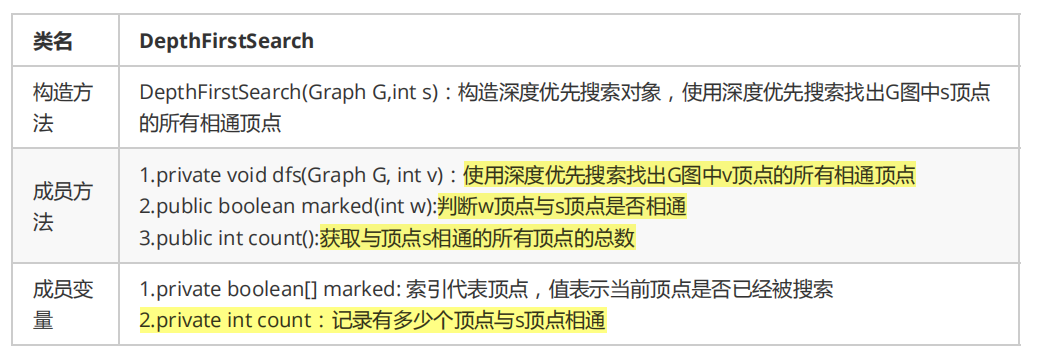 类名 DepthFirstSearch
构造方法 DepthFirstSearch(Graph G,int s)：构造深度优先搜索对象，使用深度优先搜索找出G图中s顶点
的所有相通顶点
成员方法 1.private void dfs(Graph G, int v)：使用深度优先搜索找出G图中v顶点的所有相通顶点
2.public boolean marked(int w):判断w顶点与s顶点是否相通
3.public int count():获取与顶点s相通的所有顶点的总数
成员变量 1.private boolean[] marked: 索引代表顶点，值表示当前顶点是否已经被搜索
2.private int count：记录有多少个顶点与s顶点相通